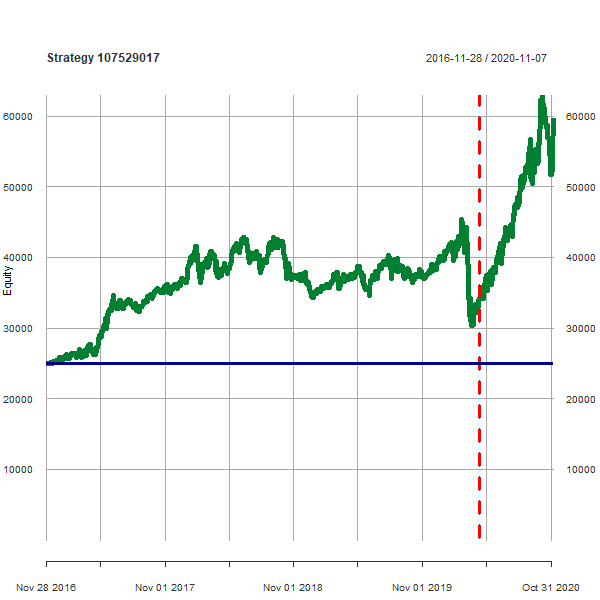 Strategy 107529017
2016-11-28 / 2020-11-07
Equity
60000
50000
40000
30000
20000
10000
60000
50000
40000
30000
20000
10000
Nov 28 2016
Nov 01 2017
Nov 01 2018
Nov 01 2019
Oct 31 2020